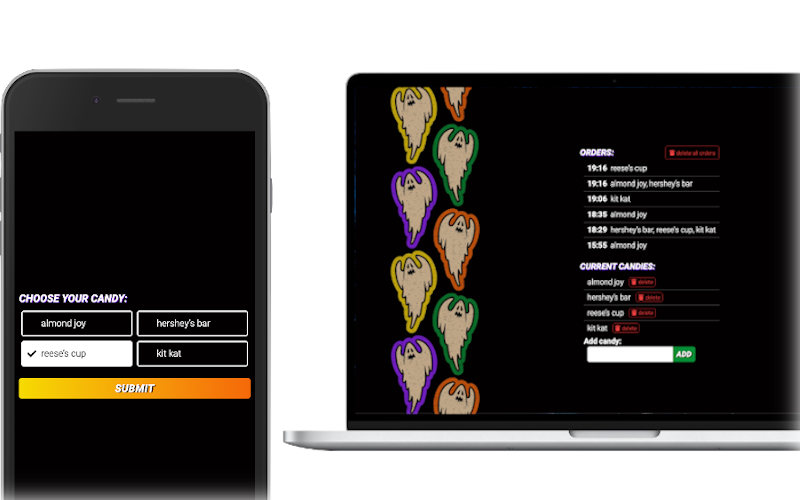 CHOOSE YOUR CANDY:
almond joy
hershey's bar
reese's cup
kit kat
SUBMIT
ORDERS:
delete all orders
19:16 reese's cup
19:16 almond joy, hershey's bar
19:06 kit kat
18:35 almond joy
18:29 hershey's bar, reese's cup, kit kat
15:55 almond joy
CURRENT CANDIES:
almond joy delete
hershey's bar delete
reese's cup delete
kit kat delete
Add candy:
ADD